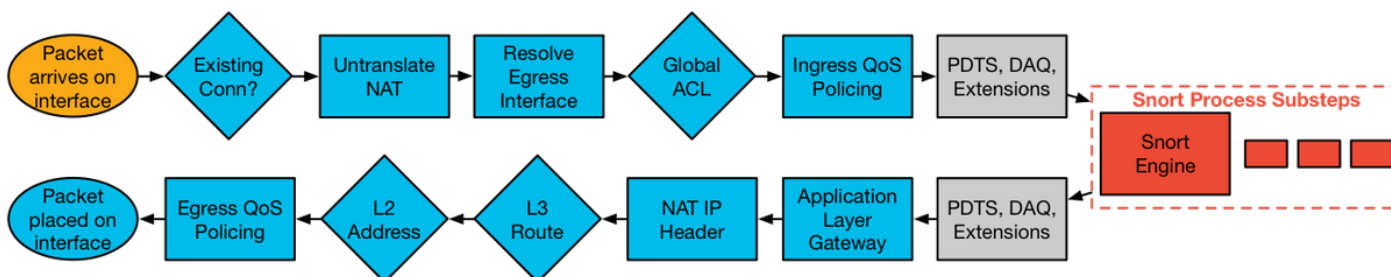 Packet
arrives on
interface
Existing
Conn?
Untranslate
NAT
Resolve
Egress
Interface
Global
ACL
Ingress QoS
Policing
PDTS, DAQ,
Extensions
Snort Process Substeps
Snort
Engine
PDTS, DAQ,
Extensions
Application
Layer
Gateway
NAT IP
Header
L3
Route
L2
Address
Egress QoS
Policing
Packet
placed on
interface